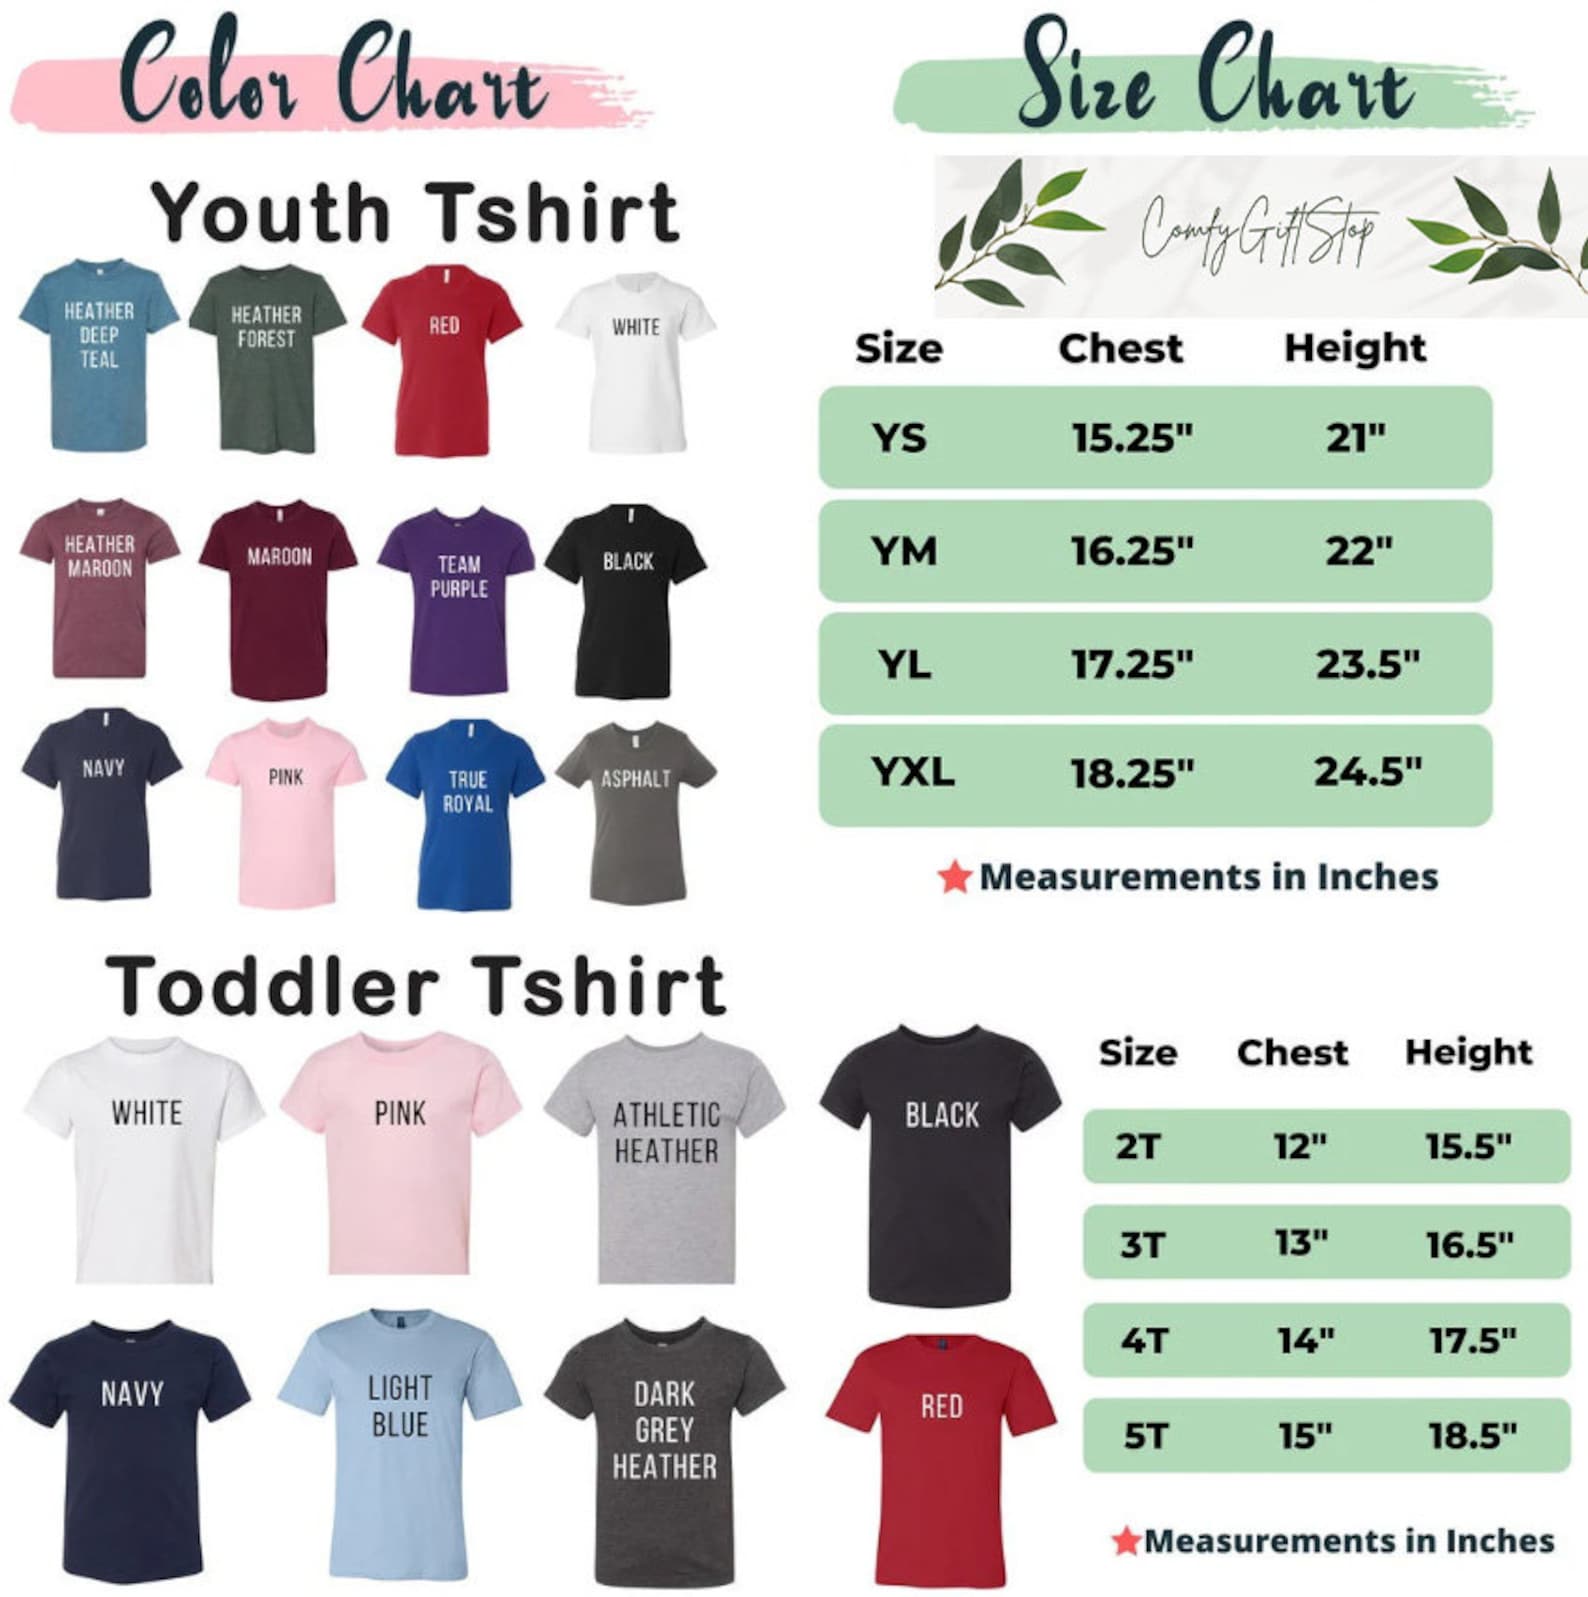 Color Chart
Size Chart
Youth Tshirt
ComfyGiftStop
HEATHER
DEEP
TEAL
HEATHER
FOREST
RED
WHITE
HEATHER
MAROON
MAROON
TEAM
PURPLE
BLACK
NAVY
PINK
TRUE
ROYAL
ASPHALT
Size Chest Height
YS 15.25" 21"
YM 16.25" 22"
YL 17.25" 23.5"
YXL 18.25" 24.5"
Measurements in Inches
Toddler Tshirt
WHITE
PINK
ATHLETIC
HEATHER
BLACK
NAVY
LIGHT
BLUE
DARK
GREY
HEATHER
RED
Size Chest Height
2T 12" 15.5"
3T 13" 16.5"
4T 14" 17.5"
5T 15" 18.5"
Measurements in Inches